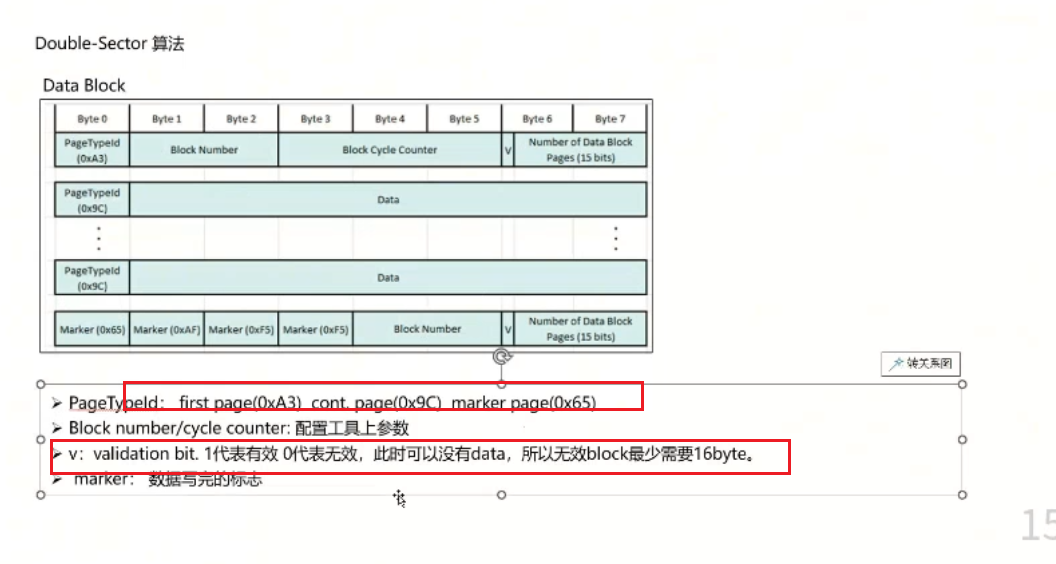 Double-Sector 算法
Data Block
Byte 0 Byte 1 Byte 2 Byte 3 Byte 4 Byte 5 Byte 6 Byte 7
PageTypeId (0xA3) Block Number Block Cycle Counter V Number of Data Block Pages (15 bits)
PageTypeId (0x9C) Data
PageTypeId (0x9C) Data
Marker (0x65) Marker (0xAF) Marker (0xF5) Marker (0xF5) Block Number V Number of Data Block Pages (15 bits)
转关系图
➢ PageTypeId： first page(0xA3) cont. page(0x9C) marker page(0x65)
➢ Block number/cycle counter: 配置工具上参数
➢ v：validation bit. 1代表有效 0代表无效，此时可以没有data，所以无效block最少需要16byte。
➢ marker： 数据写完的标志
15